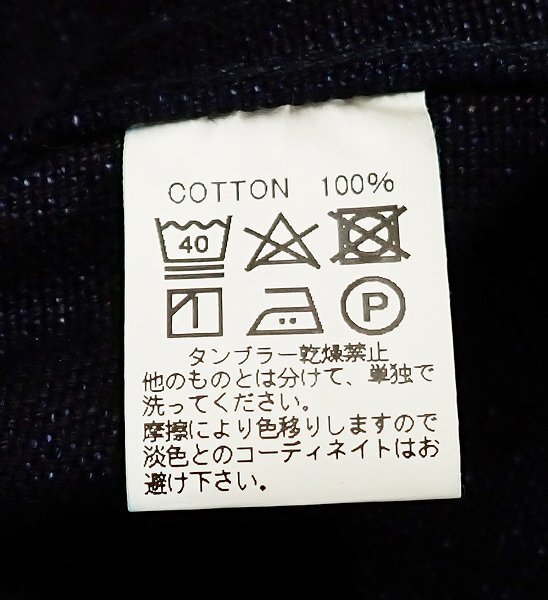 COTTON 100%
40
P
タンブラー乾燥禁止
他のものとは分けて、単独で
洗ってください。
摩擦により色移りしますので
淡色とのコーディネイトはお
避け下さい。